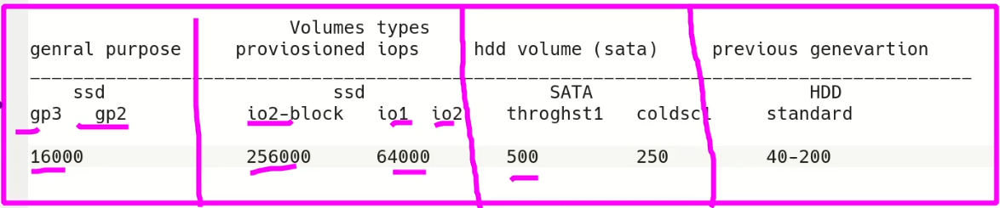 Volumes types
genral purpose proviosioned iops hdd volume (sata) previous genevartion
ssd ssd SATA HDD
gp3 gp2 io2-block io1 io2 throghst1 coldsc1 standard
16000 256000 64000 500 250 40-200